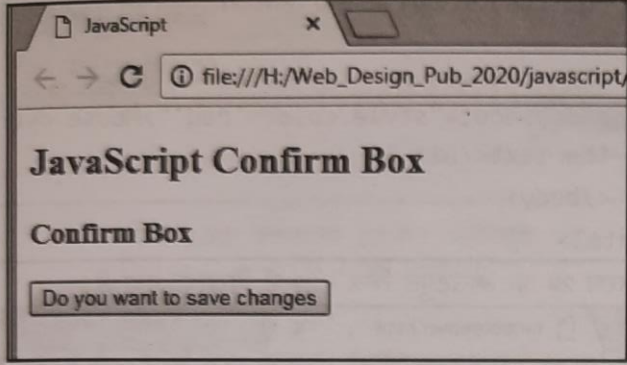 JavaScript
file:///H:/Web_Design_Pub_2020/javascript/
JavaScript Confirm Box
Confirm Box
Do you want to save changes